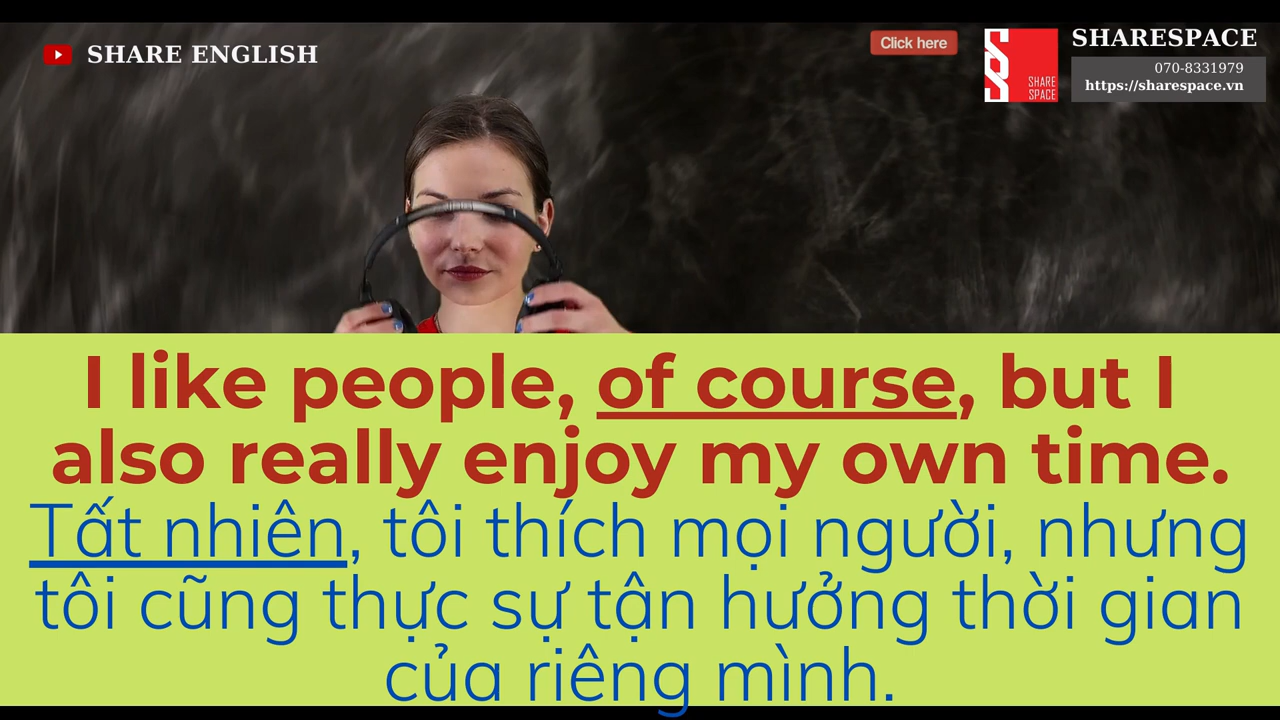 SHARE ENGLISH
Click here
SHARESPACE
070-8331979
https://sharespace.vn
SHARE
SPACE
I like people, of course, but I
also really enjoy my own time.
Tất nhiên, tôi thích mọi người, nhưng
tôi cũng thực sự tận hưởng thời gian
của riêng mình.